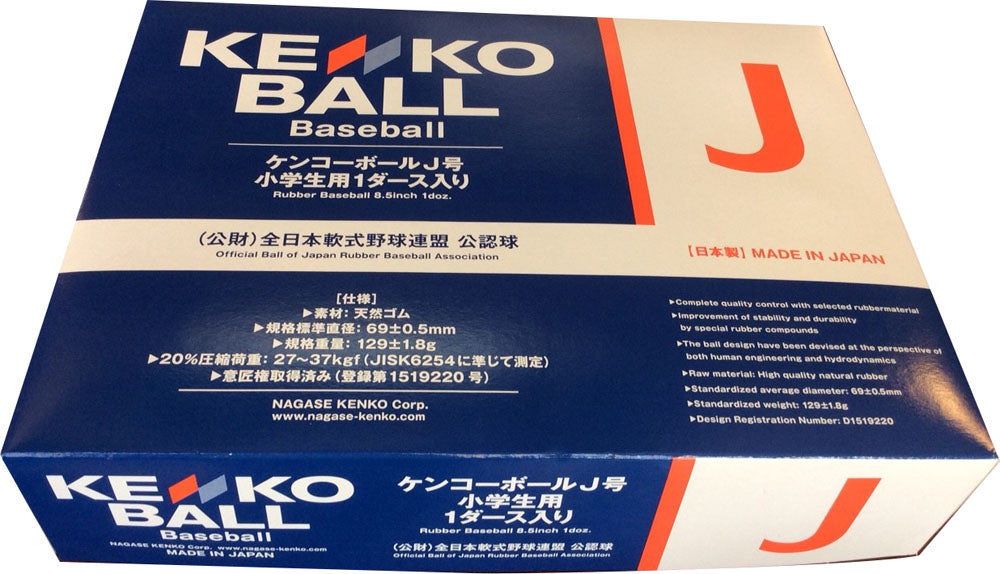 KENKO
BALL
Baseball
ケンコーボールJ号
小学生用1ダース入り
Rubber Baseball 8.5inch 1doz.
(公財)全日本軟式野球連盟 公認球
Official Ball of Japan Rubber Baseball Association
J
【日本製】MADE IN JAPAN
【仕様】
▶素材: 天然ゴム
▶規格標準直径: 69±0.5mm
▶規格重量: 129±1.8g
▶20%圧縮荷重: 27～37kgf(JISK6254に準じて測定)
▶意匠権取得済み(登録第1519220号)
NAGASE KENKO Corp.
www.nagase-kenko.com
▶Complete quality control with selected rubbermaterial
▶Improvement of stability and durability
by special rubber compounds
▶The ball design have been devised at the perspective of
both human engineering and hydrodynamics
▶Raw material: High quality natural rubber
▶Standardized average diameter: 69±0.5mm
▶Standardized weight: 129±1.8g
▶Design Registration Number: D1519220
KENKO
BALL
Baseball
NAGASE KENKO Corp. www.nagase-kenko.com
MADE IN JAPAN
ケンコーボールJ号
小学生用
1ダース入り
Rubber Baseball 8.5inch 1doz.
(公財)全日本軟式野球連盟 公認球
Official Ball of Japan Rubber Baseball Association
J